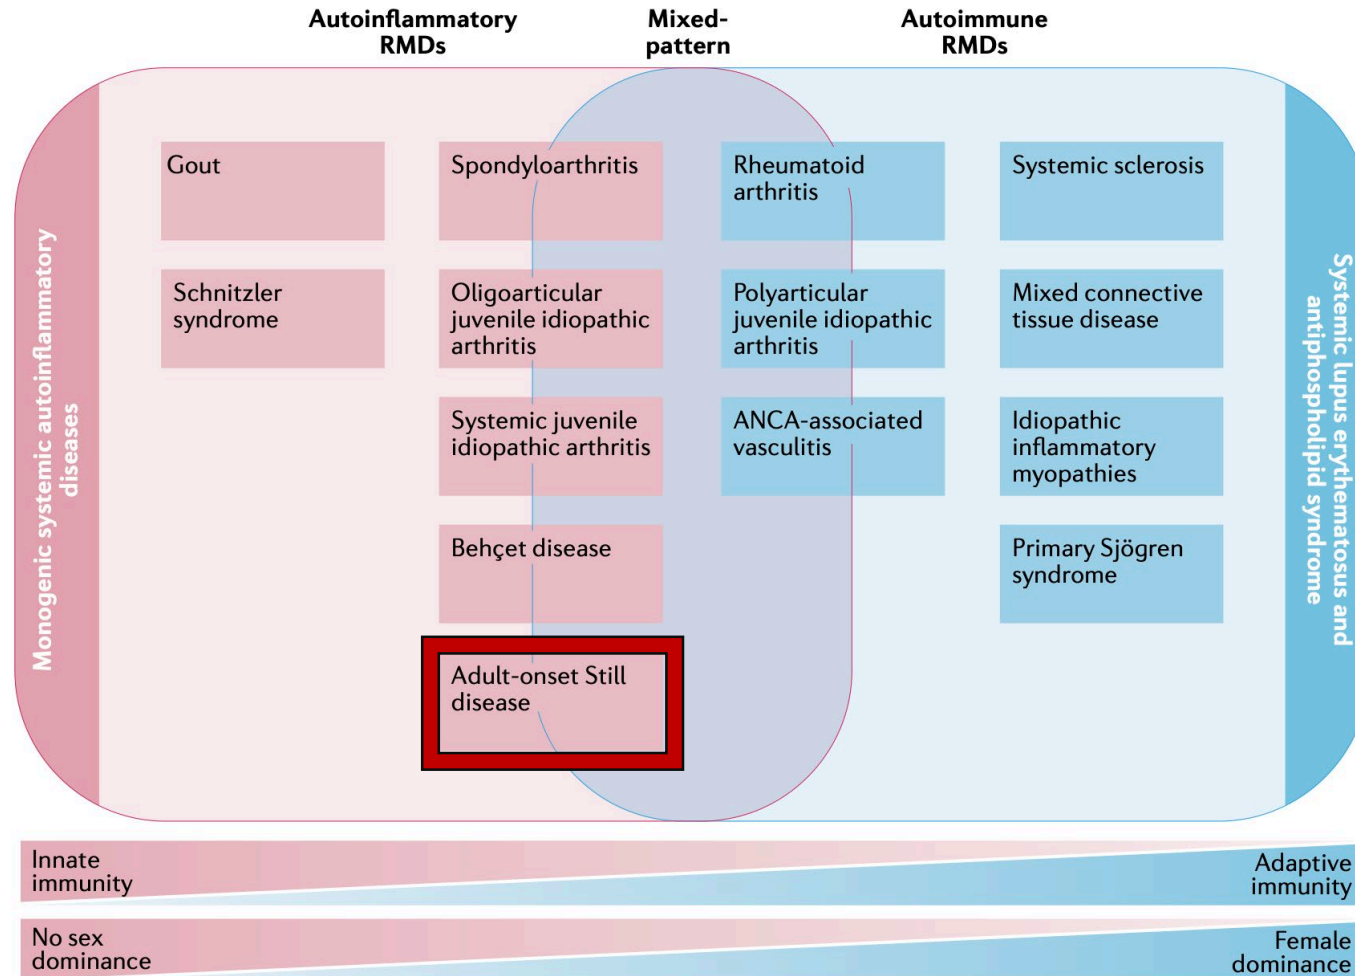 Autoinflammatory
RMDs
Mixed-
pattern
Autoimmune
RMDs
Monogenic systemic autoinflammatory
diseases
Gout
Spondyloarthritis
Rheumatoid
arthritis
Systemic sclerosis
Schnitzler
syndrome
Oligoarticular
juvenile idiopathic
arthritis
Polyarticular
juvenile idiopathic
arthritis
Mixed connective
tissue disease
Systemic juvenile
idiopathic arthritis
ANCA-associated
vasculitis
Idiopathic
inflammatory
myopathies
Behçet disease
Primary Sjögren
syndrome
Adult-onset Still
disease
Systemic lupus erythematosus and
antiphospholipid syndrome
Innate
immunity
Adaptive
immunity
No sex
dominance
Female
dominance